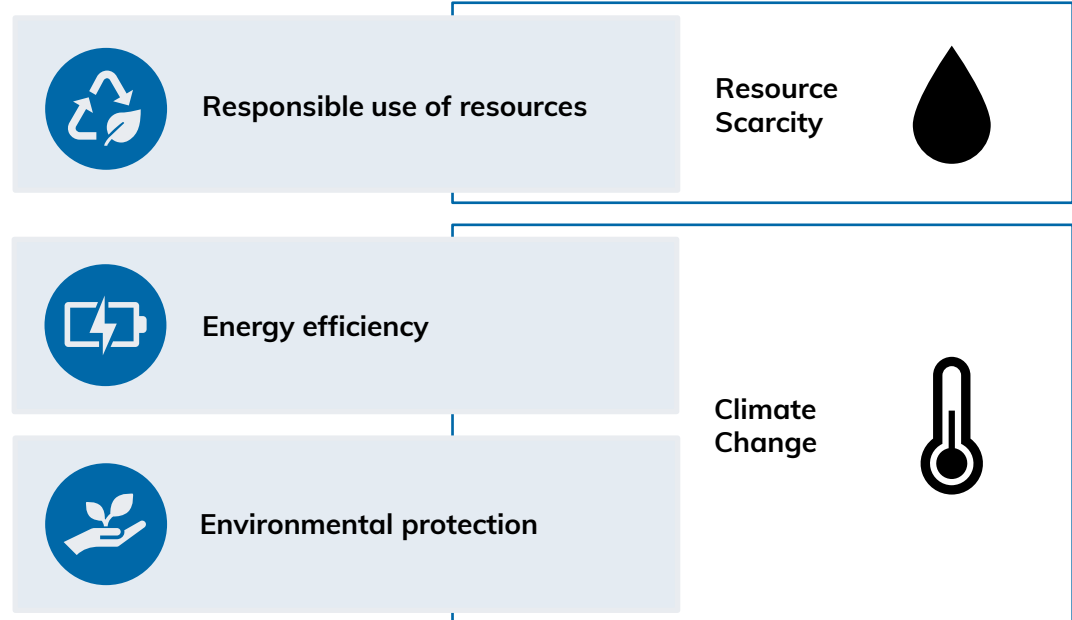 Responsible use of resources
Resource
Scarcity
Energy efficiency
Climate
Change
Environmental protection